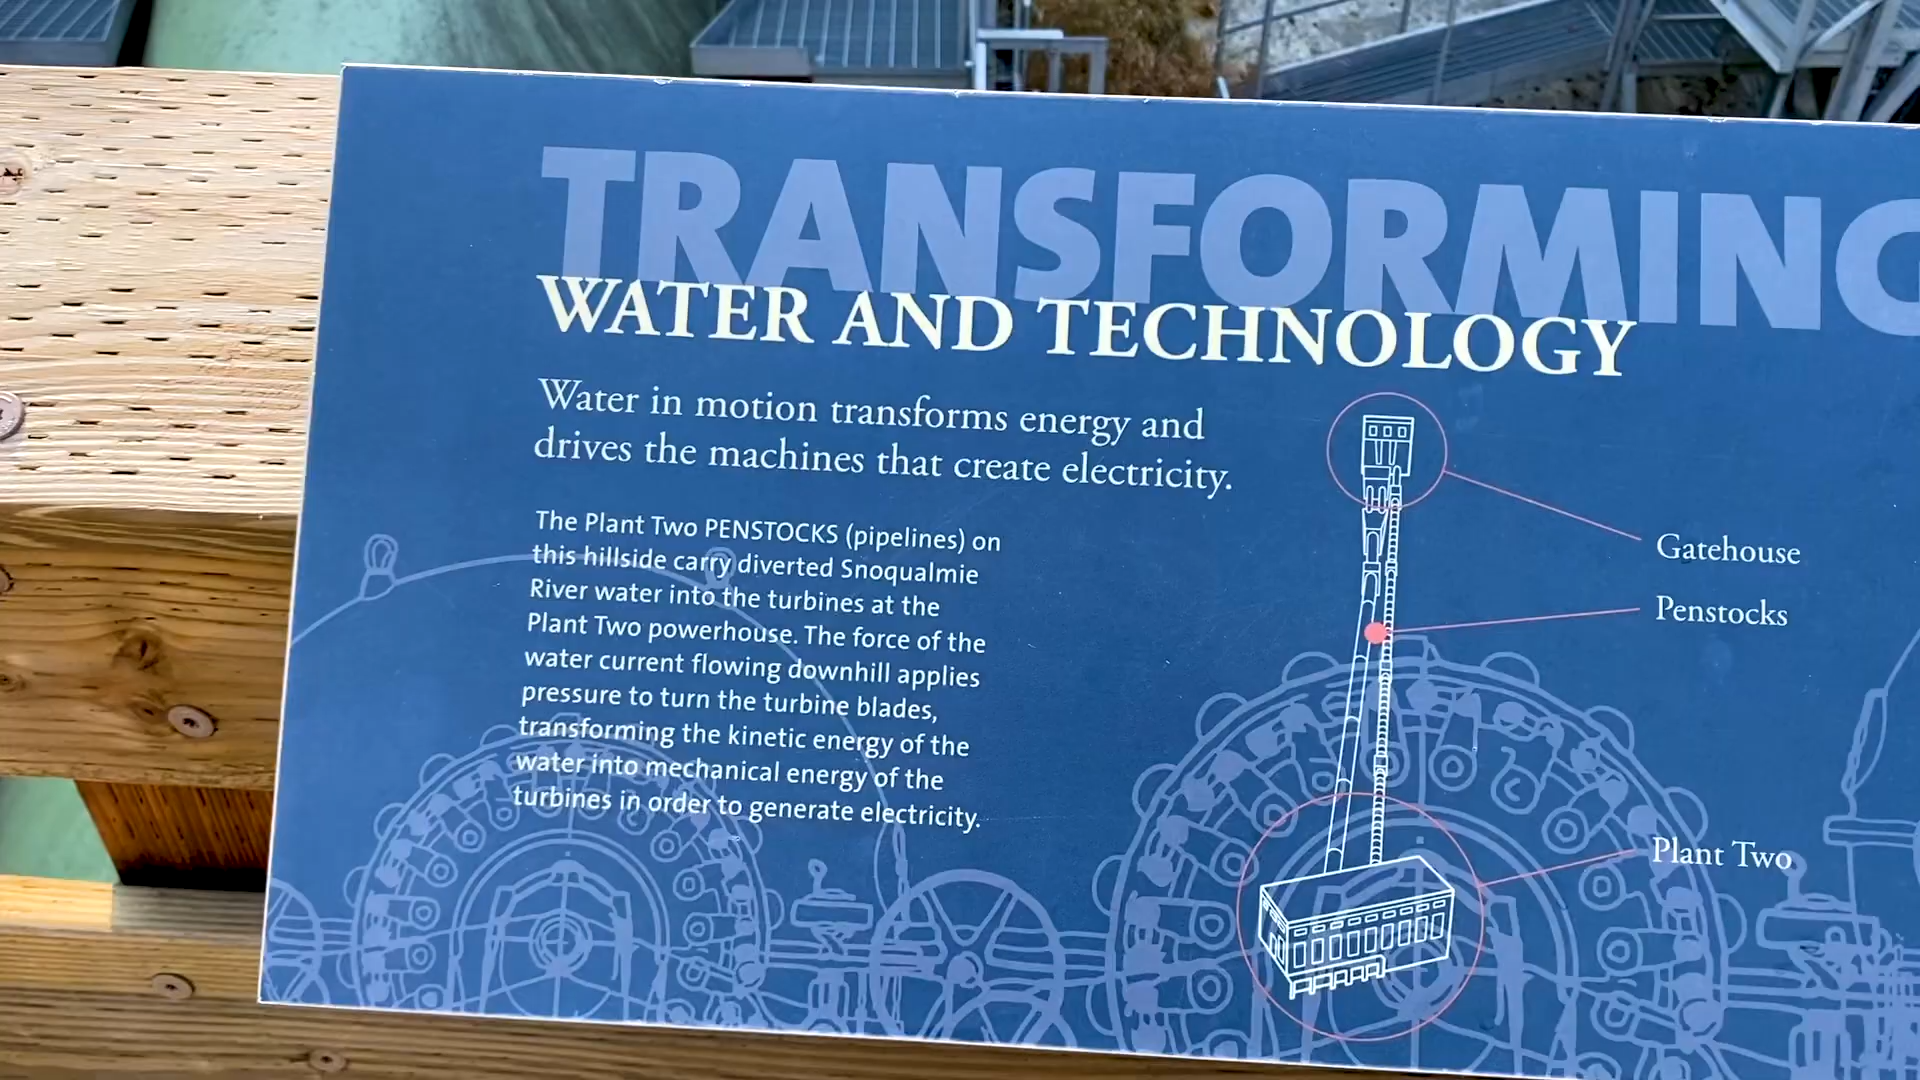 TRANSFORMING
WATER AND TECHNOLOGY
Water in motion transforms energy and
drives the machines that create electricity.
The Plant Two PENSTOCKS (pipelines) on
this hillside carry diverted Snoqualmie
River water into the turbines at the
Plant Two powerhouse. The force of the
water current flowing downhill applies
pressure to turn the turbine blades,
transforming the kinetic energy of the
water into mechanical energy of the
turbines in order to generate electricity.
Gatehouse
Penstocks
Plant Two